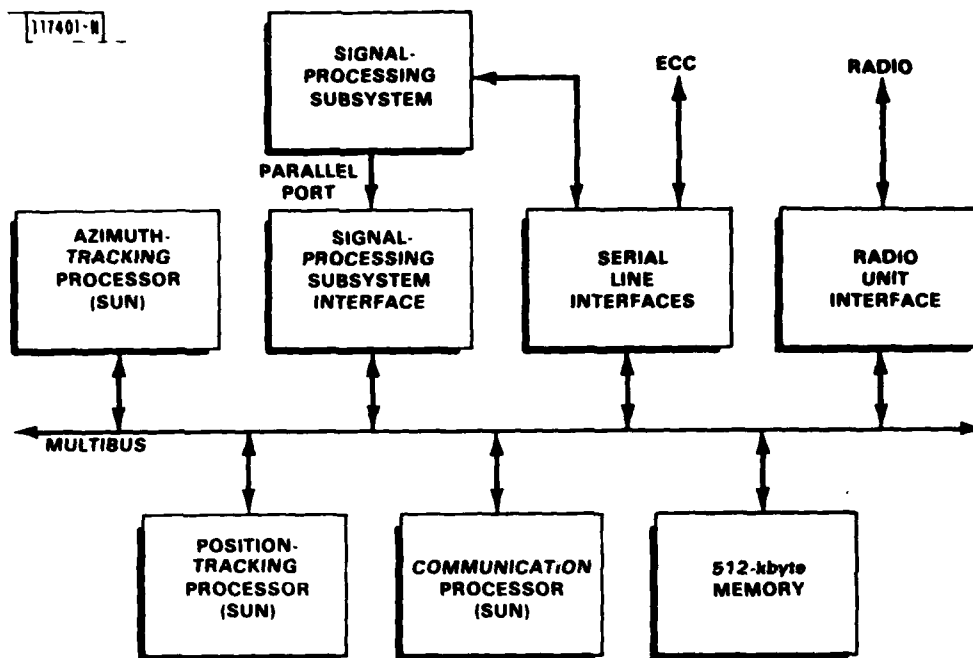 117401-N
SIGNAL-
PROCESSING
SUBSYSTEM
ECC
RADIO
PARALLEL
PORT
AZIMUTH-
TRACKING
PROCESSOR
(SUN)
SIGNAL-
PROCESSING
SUBSYSTEM
INTERFACE
SERIAL
LINE
INTERFACES
RADIO
UNIT
INTERFACE
MULTIBUS
POSITION-
TRACKING
PROCESSOR
(SUN)
COMMUNICATION
PROCESSOR
(SUN)
512-kbyte
MEMORY